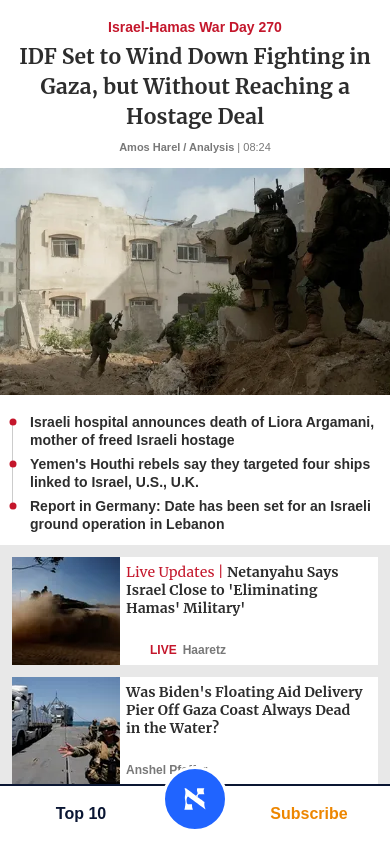 Israel-Hamas War Day 270
IDF Set to Wind Down Fighting in
Gaza, but Without Reaching a
Hostage Deal
Amos Harel / Analysis | 08:24
Israeli hospital announces death of Liora Argamani,
mother of freed Israeli hostage
Yemen's Houthi rebels say they targeted four ships
linked to Israel, U.S., U.K.
Report in Germany: Date has been set for an Israeli
ground operation in Lebanon
Live Updates | Netanyahu Says
Israel Close to 'Eliminating
Hamas' Military'
LIVE Haaretz
Was Biden's Floating Aid Delivery
Pier Off Gaza Coast Always Dead
in the Water?
Anshel
Top 10
Subscribe